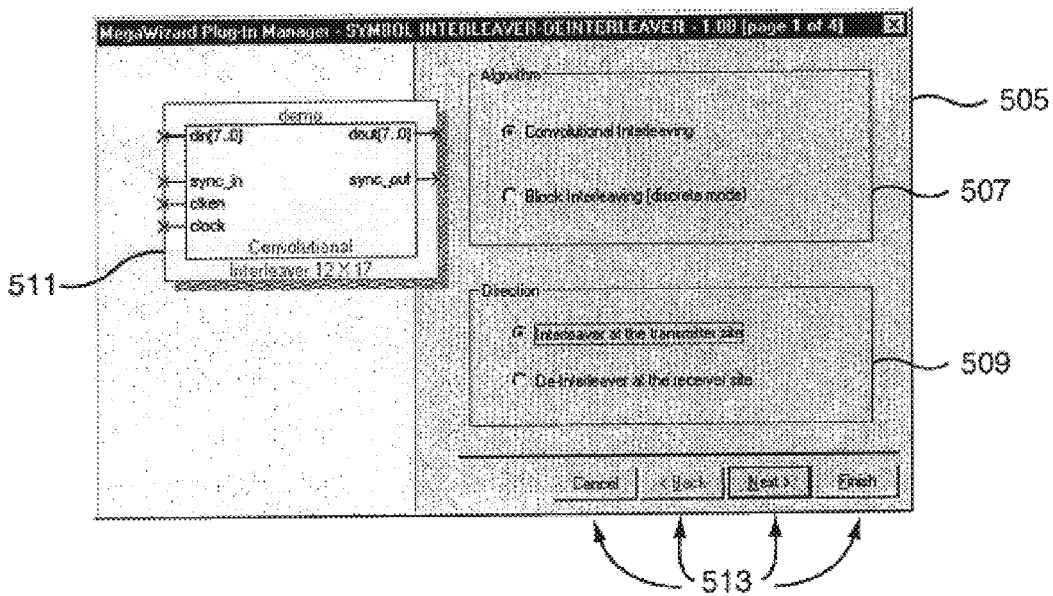 MegaWizard Plug-In Manager - SYMBOL INTERLEAVER-DEINTERLEAVER - 1.00 [page 1 of 4]
Algorithm
505
demo
din[7..0] dout[7..0]
Convolutional Interleaving
sync_in sync_out
Block Interleaving (discrete mode)
507
clken
clock
Convolutional
Interleaver 12 X 17
511
Direction
Interleaver at the transmitter site
509
De-Interleaver at the receiver site
Cancel < Back Next > Finish
513